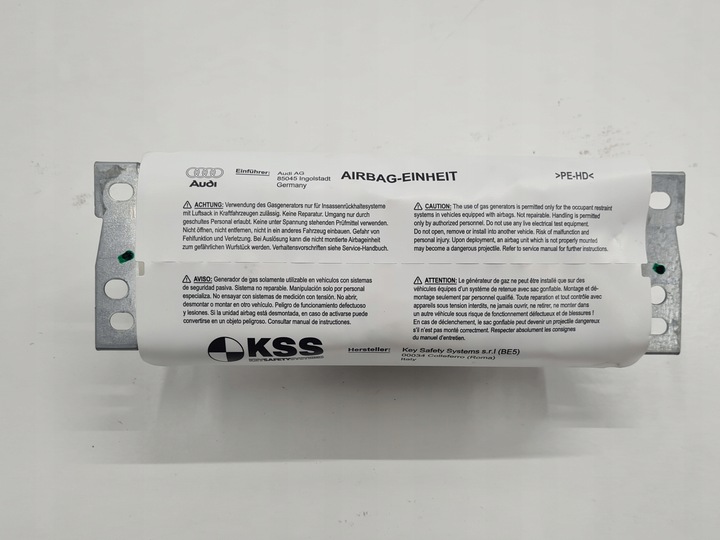 Audi
Einführer:
Audi AG
85045 Ingolstadt
Germany
AIRBAG-EINHEIT
>PE-HD<
ACHTUNG: Verwendung des Gasgenerators nur für Insassenrückhaltesysteme
mit Luftsack in Kraftfahrzeugen zulässig. Keine Reparatur. Umgang nur durch
geschultes Personal erlaubt. Keine unter Spannung stehenden Prüfmittel verwenden.
Nicht öffnen, nicht entfernen, nicht in ein anderes Fahrzeug einbauen. Gefahr von
Fehlfunktion und Verletzung. Bei Auslösung kann die nicht montierte Airbageinheit
zum gefährlichen Wurfstück werden. Verhaltensvorschriften siehe Service-Handbuch.
CAUTION: The use of gas generators is permitted only for the occupant restraint
systems in vehicles equipped with airbags. Not repairable. Handling is permitted
only by authorized personnel. Do not use any live electrical test equipment.
Do not open, remove or install into another vehicle. Risk of malfunction and
personal injury. Upon deployment, an airbag unit which is not properly mounted
may become a dangerous projectile. Refer to service manual for further instructions.
AVISO: Generador de gas solamente utilizable en vehículos con sistemas
de seguridad pasiva. Sistema no reparable. Manipulación solo por personal
especializa. No ensayar con sistemas de medición con tensión. No abrir,
desmontar o montar en otro vehículo. Peligro de funcionamiento defectuoso
y lesiones. Si la unidad airbag está desmontada, en caso de activarse puede
convertirse en un objeto peligroso. Consultar manual de instrucciones.
ATTENTION: Le générateur de gaz ne peut être installé que sur des
véhicules équipés d'un système de retenue avec sac gonflable. Montage et dé-
montage seulement par personnel qualifié. Toute reparation et tout contrôle avec
appareils sous tension interdits, ne jamais ouvrir, ne retirer, ne monter dans
un autre véhicule sous risque de fonctionnement défectueux et de blessures !
En cas de déclenchement, le sac gonflable peut devenir un projectile dangereux
s'il n'est pas monté correctement. Respecter absolument les consignes
du manuel d'entretien.
KSS
KEY SAFETY SYSTEMS
Hersteller:
Key Safety Systems s.r.l (BE5)
00034 Colleferro (Roma)
Italy